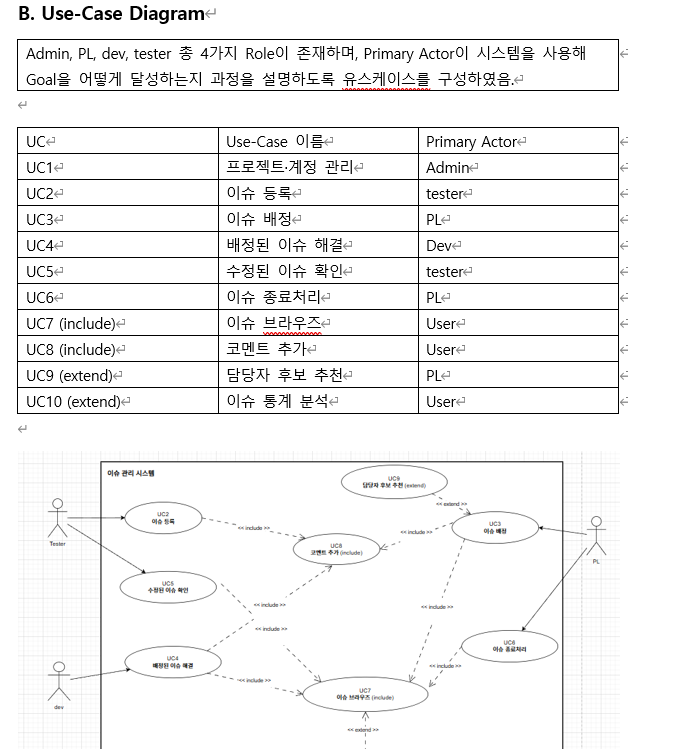 B. Use-Case Diagram
Admin, PL, dev, tester 총 4가지 Role이 존재하며, Primary Actor이 시스템을 사용해
Goal을 어떻게 달성하는지 과정을 설명하도록 유스케이스를 구성하였음.
UC Use-Case 이름 Primary Actor
UC1 프로젝트·계정 관리 Admin
UC2 이슈 등록 tester
UC3 이슈 배정 PL
UC4 배정된 이슈 해결 Dev
UC5 수정된 이슈 확인 tester
UC6 이슈 종료처리 PL
UC7 (include) 이슈 브라우즈 User
UC8 (include) 코멘트 추가 User
UC9 (extend) 담당자 후보 추천 PL
UC10 (extend) 이슈 통계 분석 User
이슈 관리 시스템
UC9
담당자 후보 추천 (extend)
<< extend >>
UC2
이슈 등록
<< include >>
UC3
이슈 배정
<< include >>
Tester
UC8
코멘트 추가 (include)
PL
UC5
수정된 이슈 확인
<< include >>
<< include >>
<< include >>
UC6
이슈 종료처리
UC4
배정된 이슈 해결
<< include >>
<< include >>
UC7
이슈 브라우즈 (include)
dev
<< extend >>